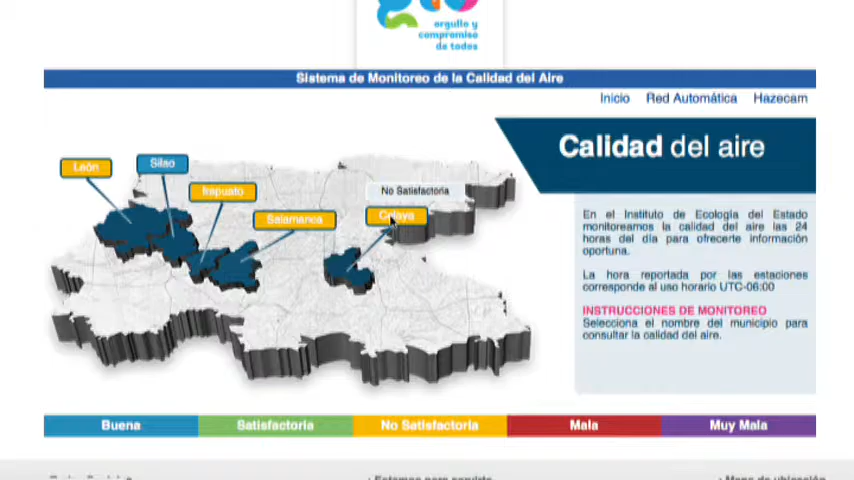 orgullo y
compromiso
de todos
Sistema de Monitoreo de la Calidad del Aire
Inicio Red Automática Hazecam
Calidad del aire
León
Silao
Irapuato
No Satisfactoria
Salamanca
Celaya
En el Instituto de Ecología del Estado
monitoreamos la calidad del aire las 24
horas del día para ofrecerte información
oportuna.
La hora reportada por las estaciones
corresponde al uso horario UTC-06:00
INSTRUCCIONES DE MONITOREO
Selecciona el nombre del municipio para
consultar la calidad del aire.
Buena Satisfactoria No Satisfactoria Mala Muy Mala